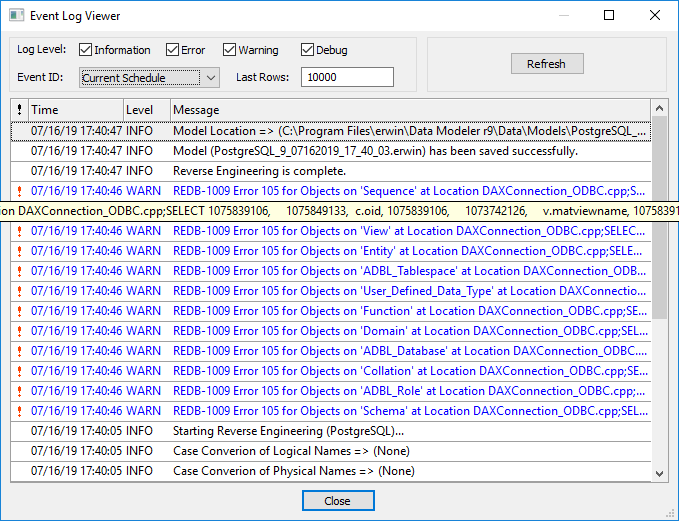 Event Log Viewer
Log Level: Information Error Warning Debug
Event ID: Current Schedule Last Rows: 10000
Refresh
! Time Level Message
07/16/19 17:40:47 INFO Model Location => (C:\Program Files\erwin\Data Modeler r9\Data\Models\PostgreSQL_...
07/16/19 17:40:47 INFO Model (PostgreSQL_9_07162019_17_40_03.erwin) has been saved successfully.
07/16/19 17:40:47 INFO Reverse Engineering is complete.
! 07/16/19 17:40:46 WARN REDB-1009 Error 105 for Objects on 'Sequence' at Location DAXConnection_ODBC.cpp;S...
on DAXConnection_ODBC.cpp;SELECT 1075839106, 1075849133, c.oid, 1075839106, 1073742126, v.matviewname, 10758391
! 07/16/19 17:40:46 WARN REDB-1009 Error 105 for Objects on 'View' at Location DAXConnection_ODBC.cpp;SELEC...
! 07/16/19 17:40:46 WARN REDB-1009 Error 105 for Objects on 'Entity' at Location DAXConnection_ODBC.cpp;SELE...
! 07/16/19 17:40:46 WARN REDB-1009 Error 105 for Objects on 'ADBL_Tablespace' at Location DAXConnection_ODB...
! 07/16/19 17:40:46 WARN REDB-1009 Error 105 for Objects on 'User_Defined_Data_Type' at Location DAXConnectio...
! 07/16/19 17:40:46 WARN REDB-1009 Error 105 for Objects on 'Function' at Location DAXConnection_ODBC.cpp;SE...
! 07/16/19 17:40:46 WARN REDB-1009 Error 105 for Objects on 'Domain' at Location DAXConnection_ODBC.cpp;SEL...
! 07/16/19 17:40:46 WARN REDB-1009 Error 105 for Objects on 'ADBL_Database' at Location DAXConnection_ODBC....
! 07/16/19 17:40:46 WARN REDB-1009 Error 105 for Objects on 'Collation' at Location DAXConnection_ODBC.cpp;SE...
! 07/16/19 17:40:46 WARN REDB-1009 Error 105 for Objects on 'ADBL_Role' at Location DAXConnection_ODBC.cpp;...
! 07/16/19 17:40:46 WARN REDB-1009 Error 105 for Objects on 'Schema' at Location DAXConnection_ODBC.cpp;SEL...
07/16/19 17:40:05 INFO Starting Reverse Engineering (PostgreSQL)...
07/16/19 17:40:05 INFO Case Converion of Logical Names => (None)
07/16/19 17:40:05 INFO Case Converion of Physical Names => (None)
Close